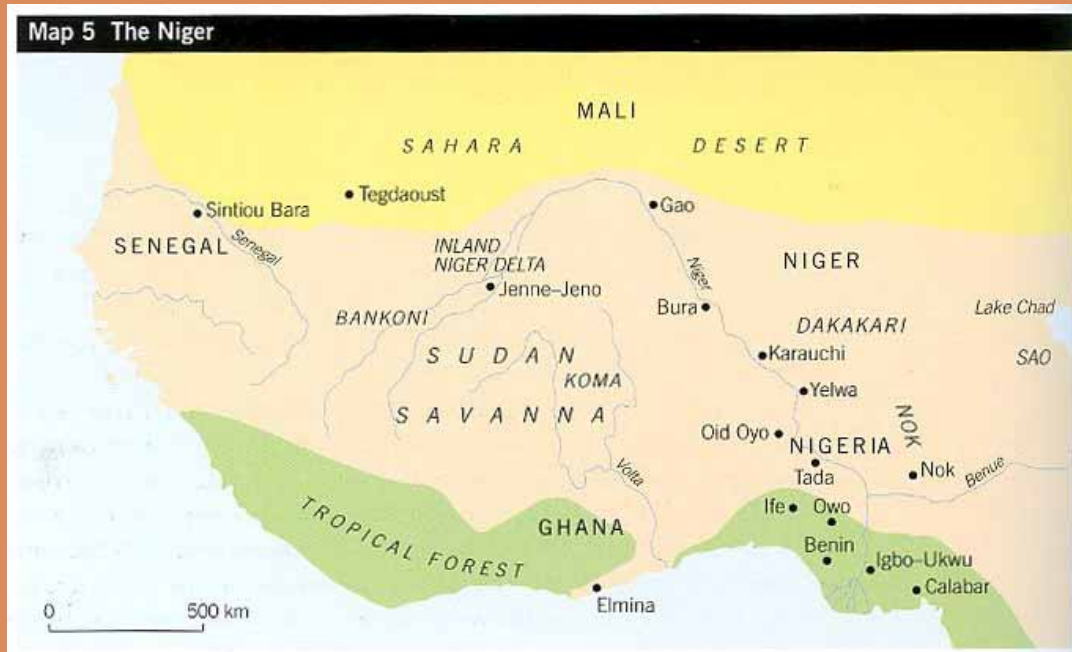 Map 5 The Niger
MALI
SAHARA DESERT
Tegdaoust
Gao
Sintiou Bara
SENEGAL
Senegal
INLAND
NIGER DELTA
Niger
NIGER
Jenne–Jeno
Bura
Lake Chad
BANKONI
DAKAKARI
SUDAN
Karauchi
SAO
KOMA
Yelwa
SAVANNA
NOK
Oid Oyo
NIGERIA
Volta
Tada
Nok
Benue
TROPICAL FOREST
GHANA
Ife
Owo
Benin
Igbo–Ukwu
Calabar
Elmina
0 500 km